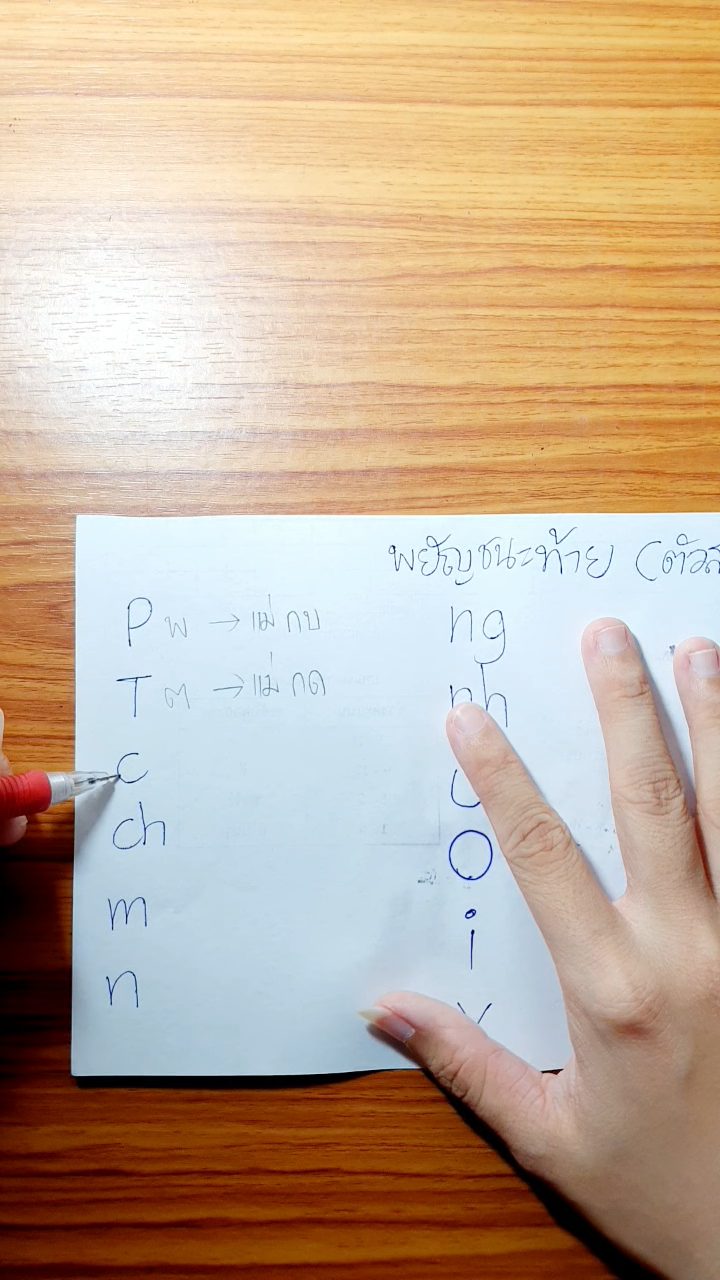 พยัญชนะท้าย (ตัวส
P พ → แม่ กบ
T ต → แม่ กด
c
ch
m
n
ng
nh
O
i
y